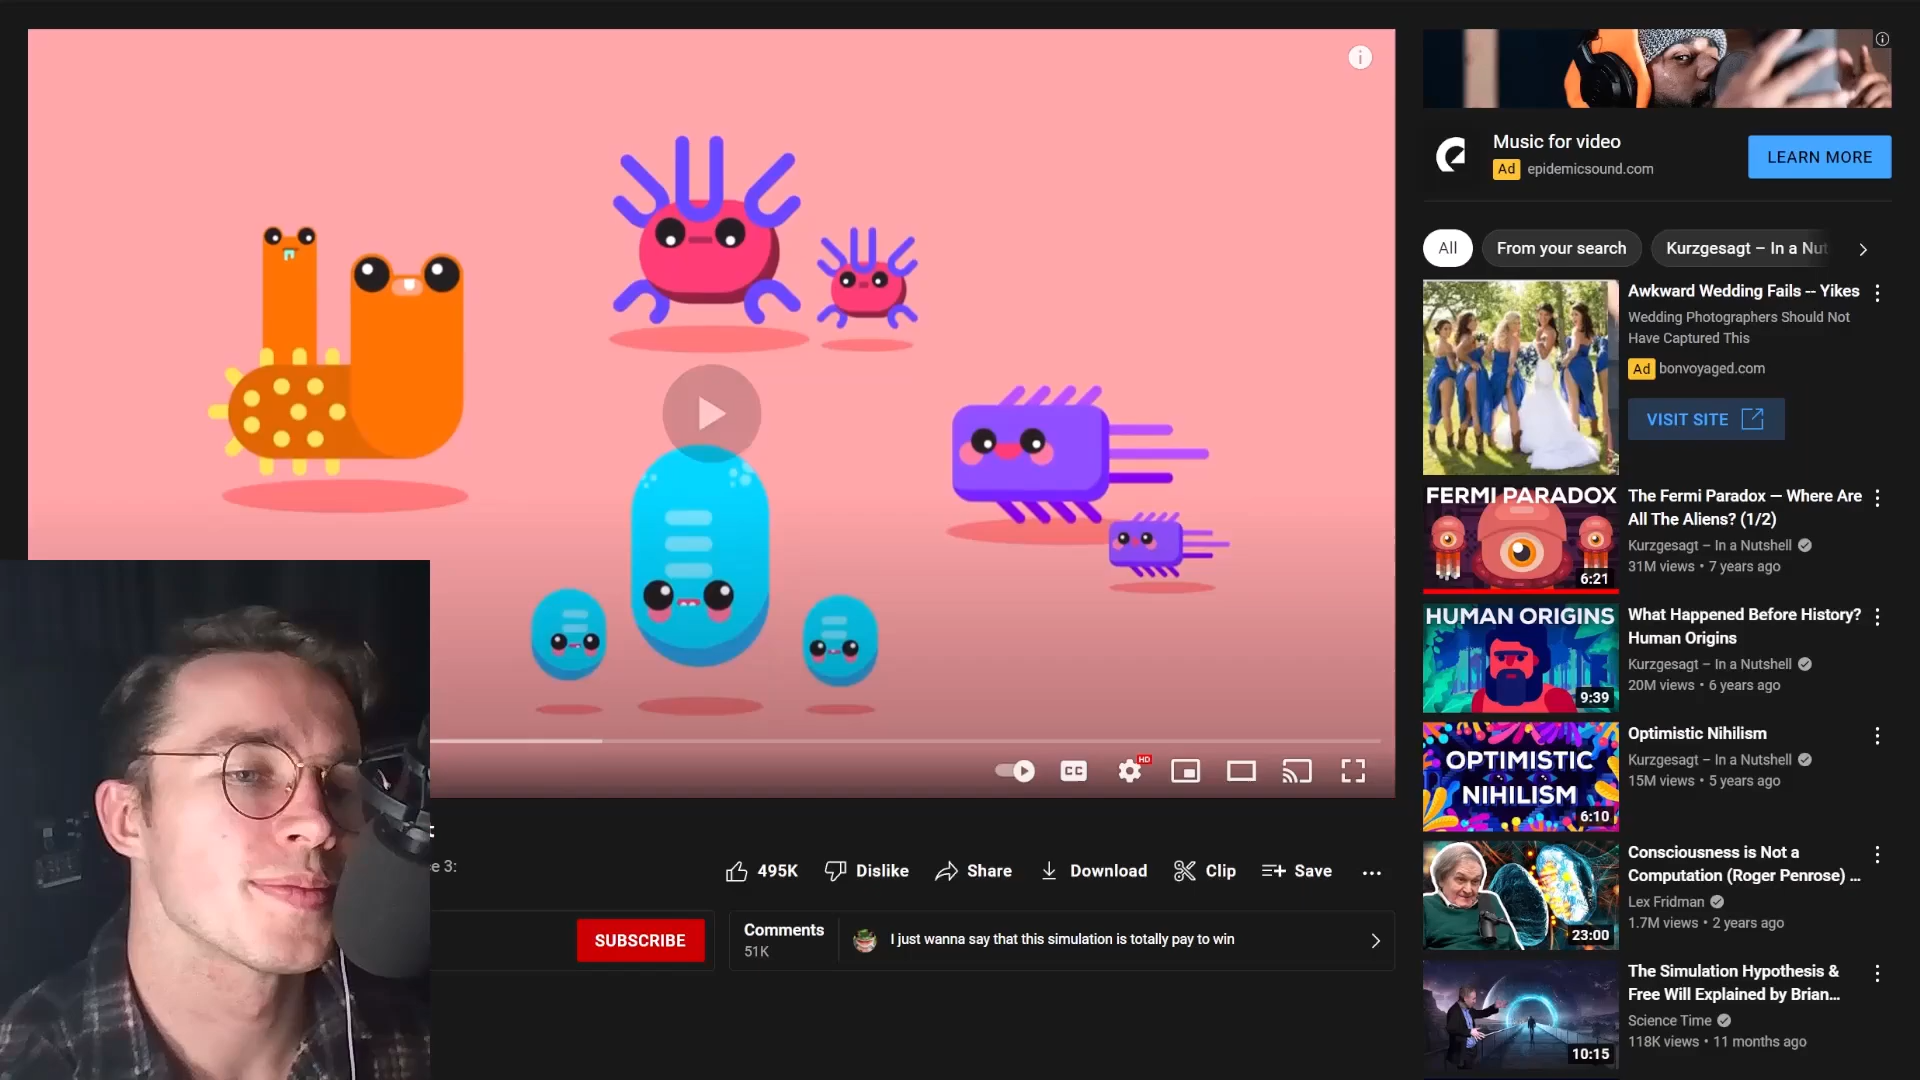 Music for video
Ad epidemicsound.com
LEARN MORE
All
From your search
Kurzgesagt – In a Nut
Awkward Wedding Fails -- Yikes
Wedding Photographers Should Not
Have Captured This
Ad bonvoyaged.com
VISIT SITE
FERMI PARADOX
6:21
The Fermi Paradox — Where Are
All The Aliens? (1/2)
Kurzgesagt – In a Nutshell
31M views • 7 years ago
HUMAN ORIGINS
9:39
What Happened Before History?
Human Origins
Kurzgesagt – In a Nutshell
20M views • 6 years ago
OPTIMISTIC
NIHILISM
6:10
Optimistic Nihilism
Kurzgesagt – In a Nutshell
15M views • 5 years ago
23:00
Consciousness is Not a
Computation (Roger Penrose) ...
Lex Fridman
1.7M views • 2 years ago
10:15
The Simulation Hypothesis &
Free Will Explained by Brian...
Science Time
118K views • 11 months ago
CC
HD
e 3:
495K
Dislike
Share
Download
Clip
Save
SUBSCRIBE
Comments
51K
I just wanna say that this simulation is totally pay to win